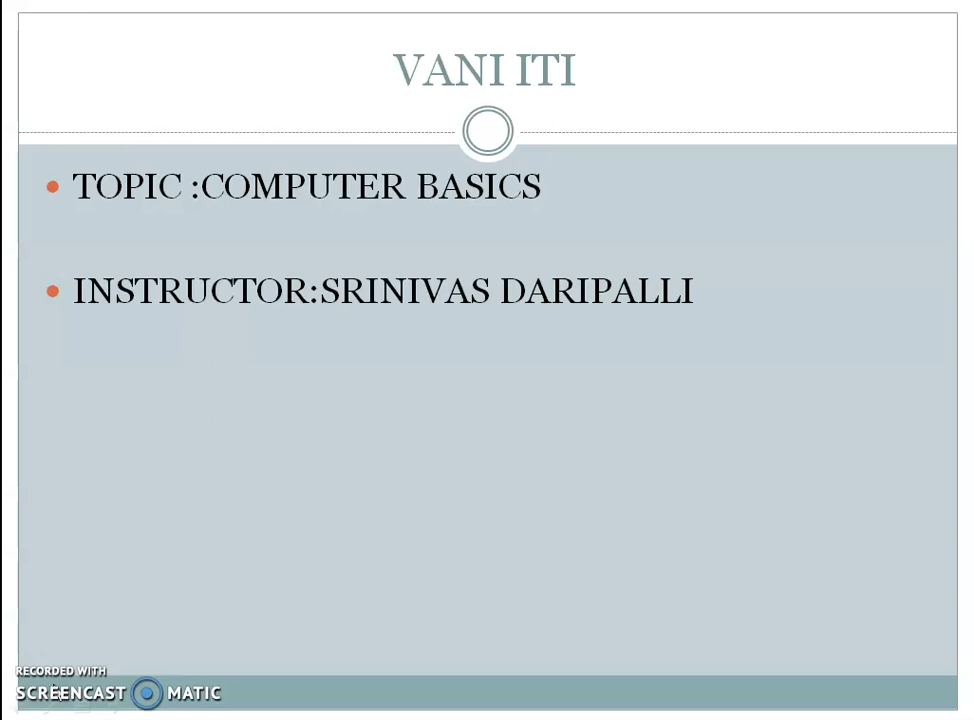 VANI ITI
• TOPIC :COMPUTER BASICS
• INSTRUCTOR:SRINIVAS DARIPALLI
RECORDED WITH
SCREENCAST MATIC